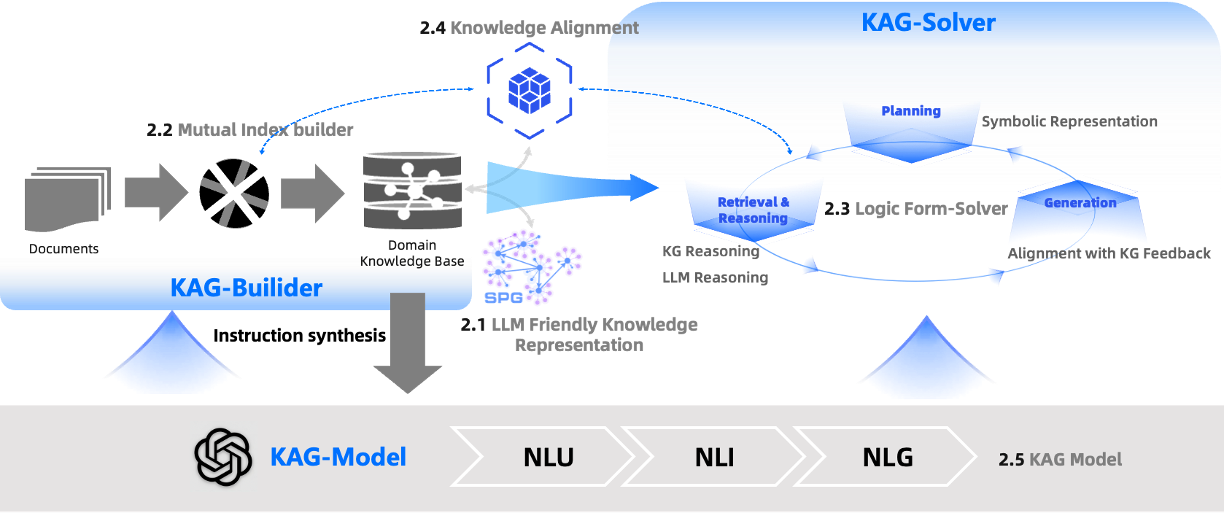 2.4 Knowledge Alignment
KAG-Solver
2.2 Mutual Index builder
Planning
Symbolic Representation
Retrieval &
Reasoning
2.3 Logic Form-Solver
Generation
Documents
Domain
Knowledge Base
KG Reasoning
LLM Reasoning
Alignment with KG Feedback
KAG-Builider
SPG
Instruction synthesis
2.1 LLM Friendly Knowledge
Representation
KAG-Model
NLU
NLI
NLG
2.5 KAG Model